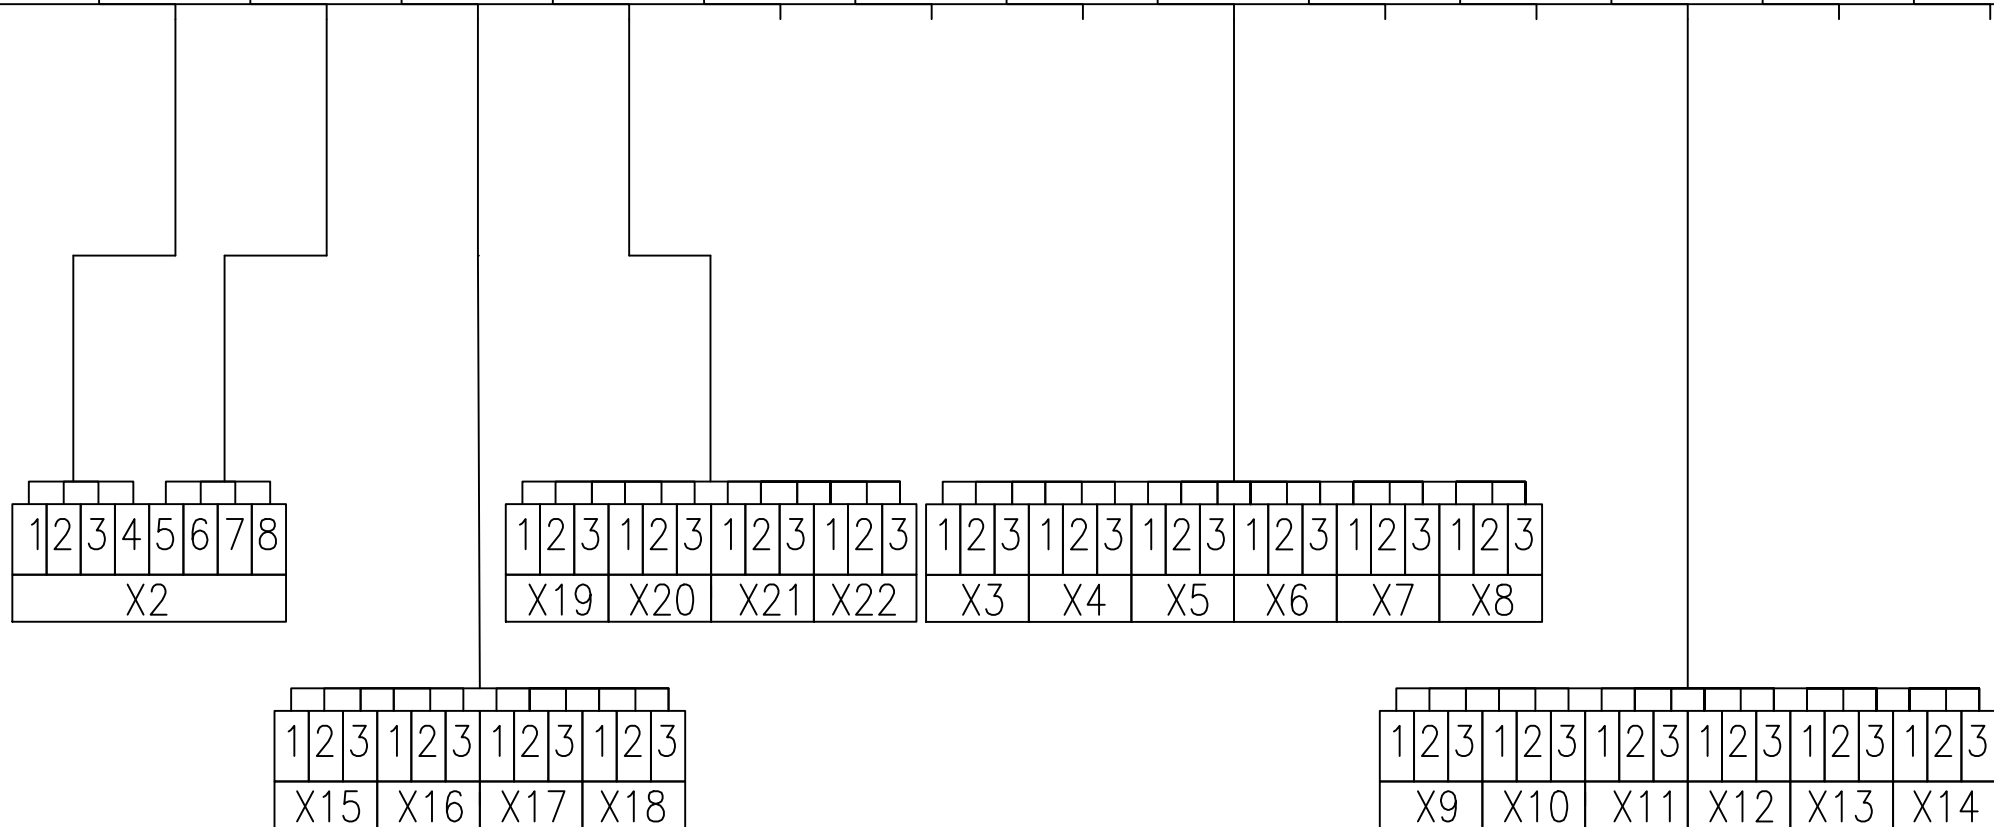 1 2 3 4 5 6 7 8
X2
1 2 3 1 2 3 1 2 3 1 2 3
X19 X20 X21 X22
1 2 3 1 2 3 1 2 3 1 2 3 1 2 3 1 2 3
X3 X4 X5 X6 X7 X8
1 2 3 1 2 3 1 2 3 1 2 3
X15 X16 X17 X18
1 2 3 1 2 3 1 2 3 1 2 3 1 2 3 1 2 3
X9 X10 X11 X12 X13 X14